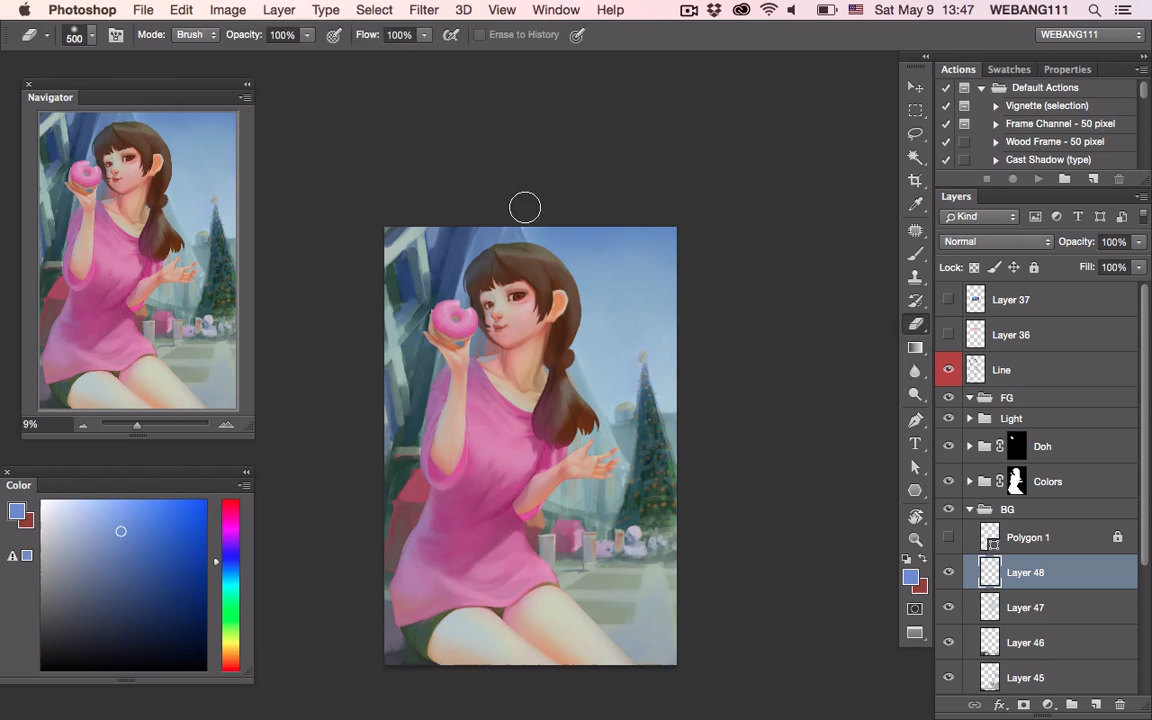 Photoshop File Edit Image Layer Type Select Filter 3D View Window Help Sat May 9 13:47 WEBANG111
500 Mode: Brush Opacity: 100% Flow: 100% Erase to History WEBANG111
Navigator
9%
Color
Actions Swatches Properties
Default Actions
Vignette (selection)
Frame Channel - 50 pixel
Wood Frame - 50 pixel
Cast Shadow (type)
Layers
Kind
Normal Opacity: 100%
Lock: Fill: 100%
Layer 37
Layer 36
Line
FG
Light
Doh
Colors
BG
Polygon 1
Layer 48
Layer 47
Layer 46
Layer 45